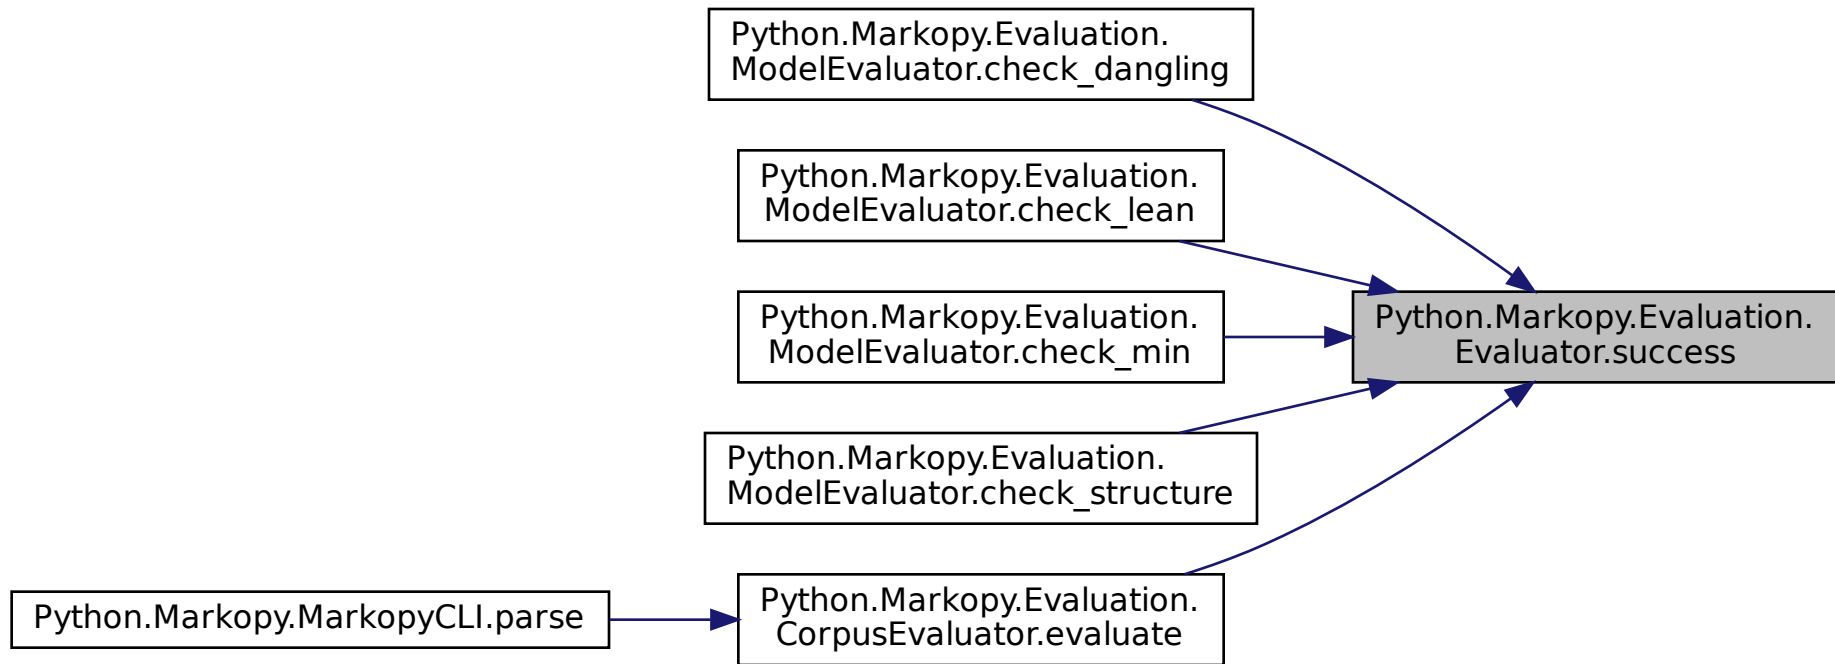 Python.Markopy.Evaluation.
ModelEvaluator.check_dangling
Python.Markopy.Evaluation.
ModelEvaluator.check_lean
Python.Markopy.Evaluation.
ModelEvaluator.check_min
Python.Markopy.Evaluation.
Evaluator.success
Python.Markopy.Evaluation.
ModelEvaluator.check_structure
Python.Markopy.MarkopyCLI.parse
Python.Markopy.Evaluation.
CorpusEvaluator.evaluate